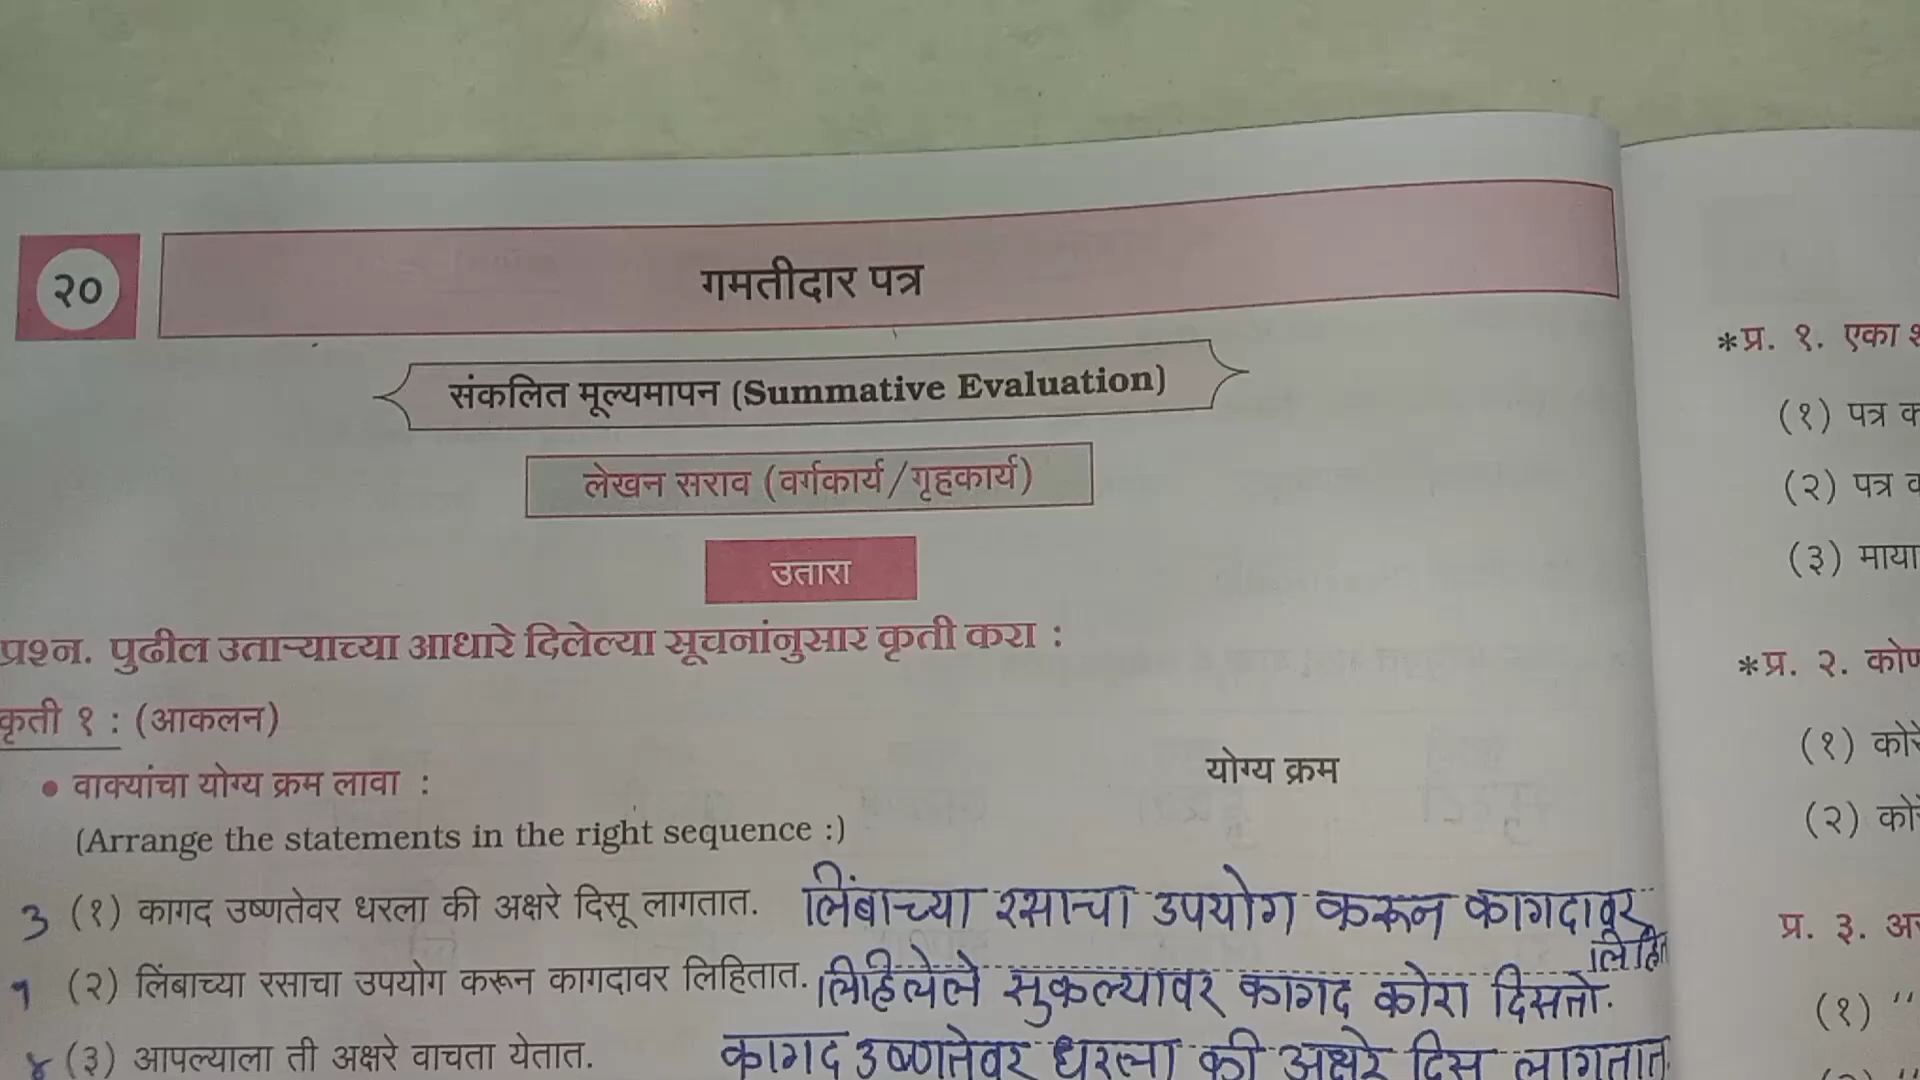 २० गमतीदार पत्र
संकलित मूल्यमापन (Summative Evaluation)
लेखन सराव (वर्गकार्य/गृहकार्य)
उतारा
प्रश्न. पुढील उताऱ्याच्या आधारे दिलेल्या सूचनांनुसार कृती करा :
कृती १ : (आकलन)
• वाक्यांचा योग्य क्रम लावा : योग्य क्रम
(Arrange the statements in the right sequence :)
3 (१) कागद उष्णतेवर धरला की अक्षरे दिसू लागतात. लिंबाच्या रसाचा उपयोग करून कागदावर
लिहित
१ (२) लिंबाच्या रसाचा उपयोग करून कागदावर लिहितात. लिहिलेले सुकल्यावर कागद कोरा दिसतो.
४ (३) आपल्याला ती अक्षरे वाचता येतात. कागद उष्णतेवर धरला की अक्षरे दिस लागतात
*प्र. १. एका
(१) पत्र
(२) पत्र
(३) माया
*प्र. २.
(१)
(२)
प्र. ३.
(१) "